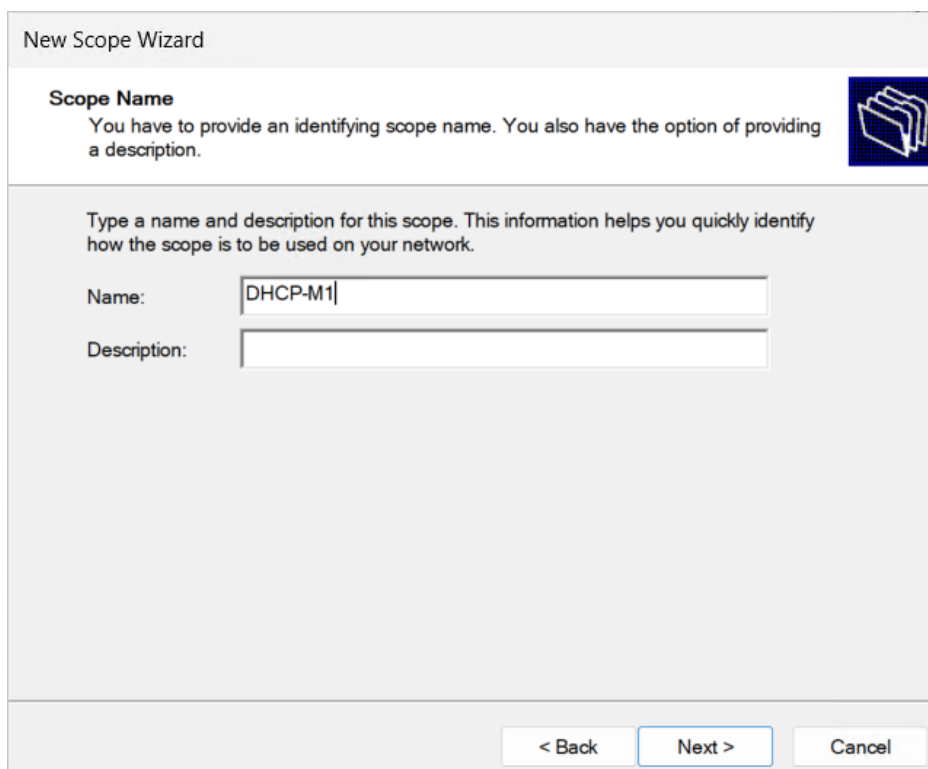 New Scope Wizard
Scope Name
You have to provide an identifying scope name. You also have the option of providing
a description.
Type a name and description for this scope. This information helps you quickly identify
how the scope is to be used on your network.
Name: DHCP-M1
Description:
< Back Next > Cancel